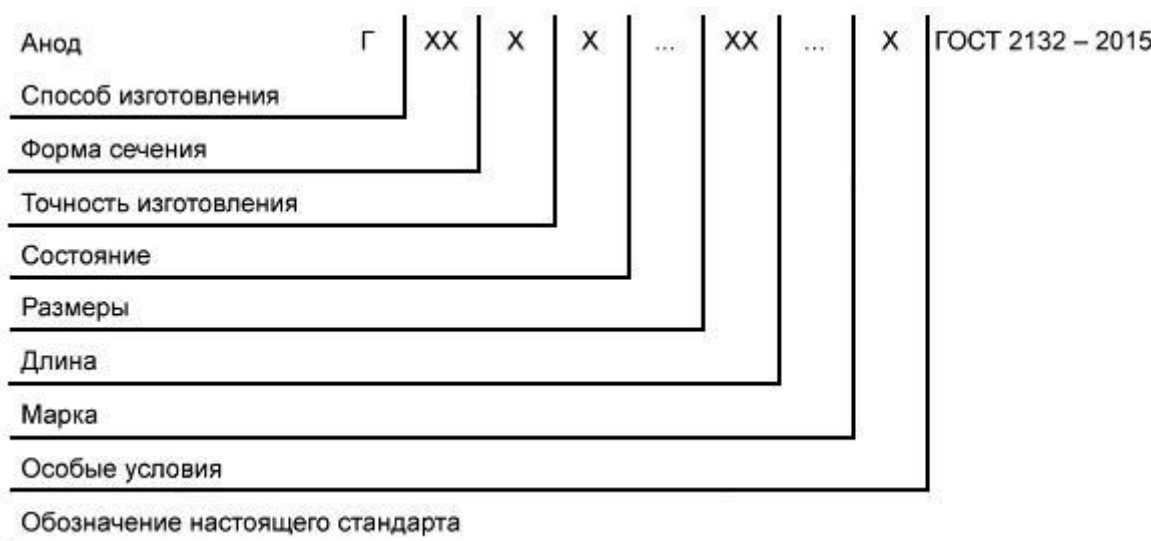 Анод Г ХХ Х Х ... ХХ ... Х ГОСТ 2132 – 2015
Способ изготовления
Форма сечения
Точность изготовления
Состояние
Размеры
Длина
Марка
Особые условия
Обозначение настоящего стандарта